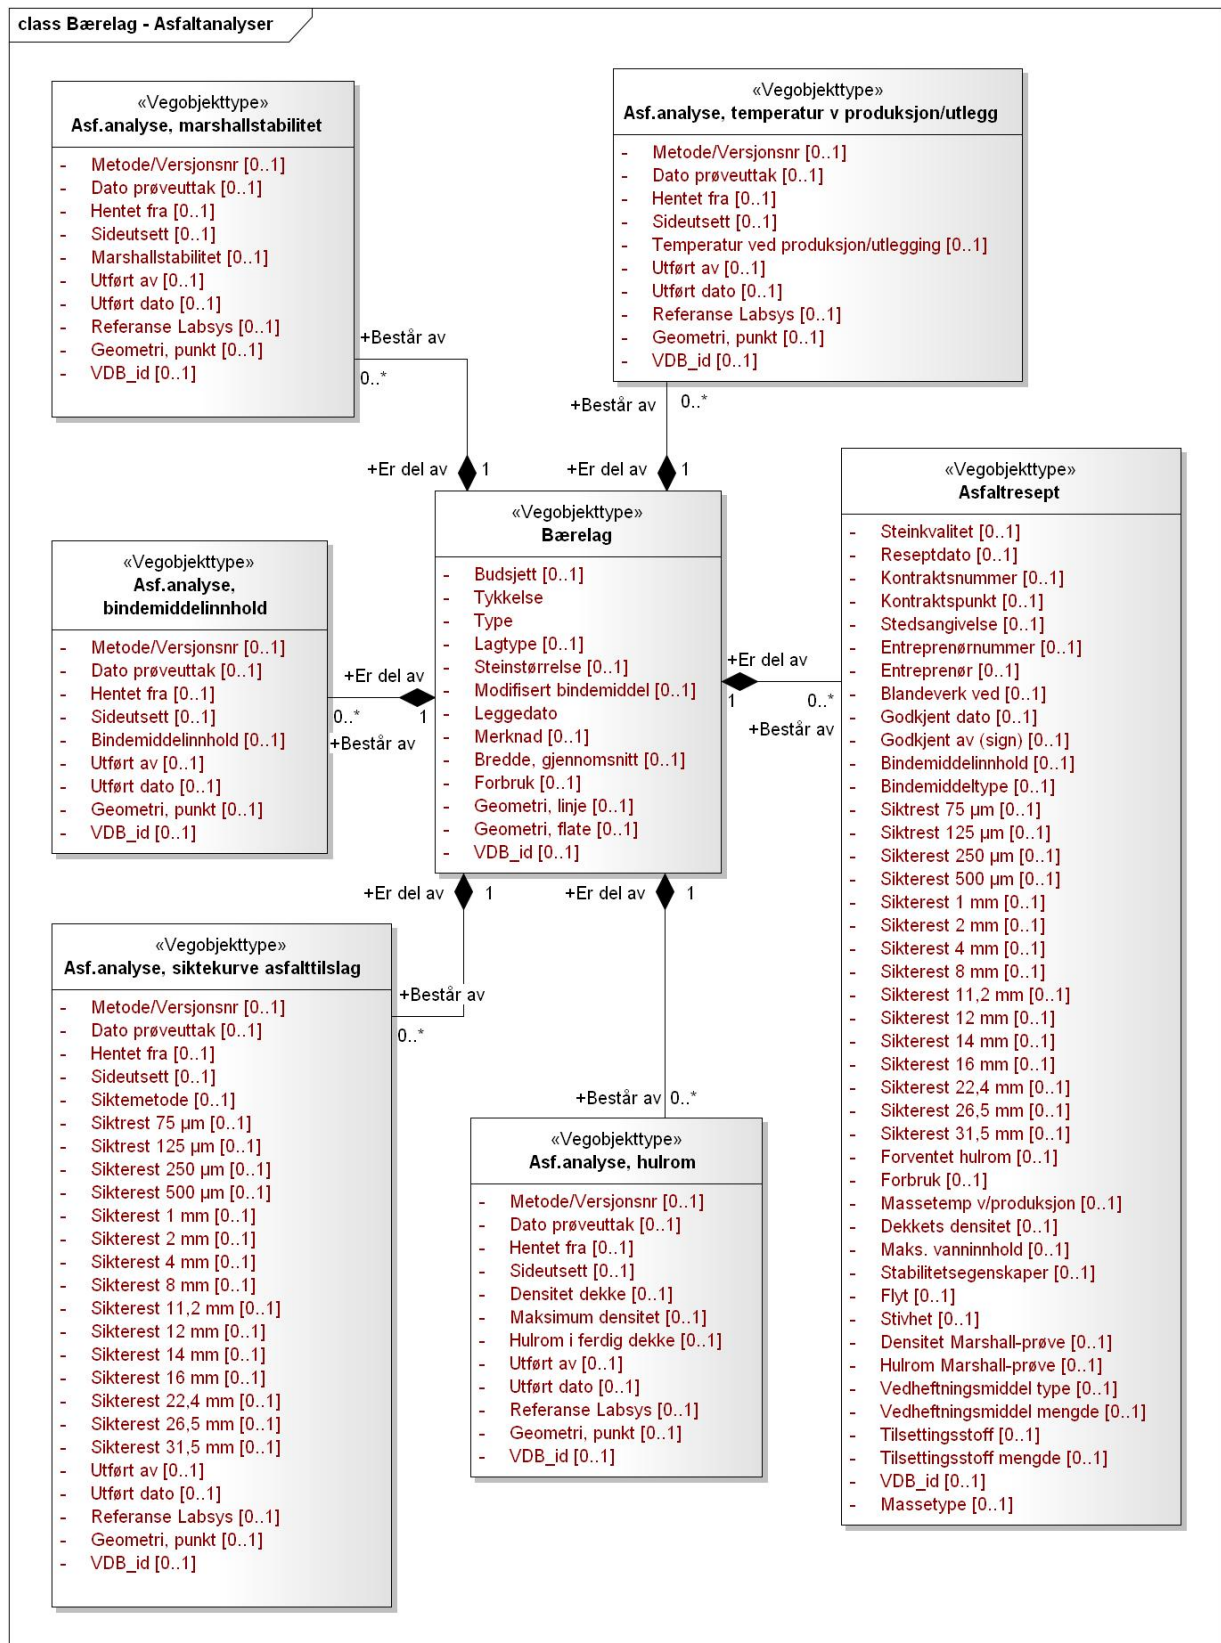 class Bærelag - Asfaltanalyser
«Vegobjekttype»
Asf.analyse, marshallstabilitet
- Metode/Versjonsnr [0..1]
- Dato prøveuttak [0..1]
- Hentet fra [0..1]
- Sideutsett [0..1]
- Marshallstabilitet [0..1]
- Utført av [0..1]
- Utført dato [0..1]
- Referanse Labsys [0..1]
- Geometri, punkt [0..1]
- VDB_id [0..1]
+Består av
0..*
+Er del av
1
«Vegobjekttype»
Asf.analyse, temperatur v produksjon/utlegg
- Metode/Versjonsnr [0..1]
- Dato prøveuttak [0..1]
- Hentet fra [0..1]
- Sideutsett [0..1]
- Temperatur ved produksjon/utlegging [0..1]
- Utført av [0..1]
- Utført dato [0..1]
- Referanse Labsys [0..1]
- Geometri, punkt [0..1]
- VDB_id [0..1]
+Består av
0..*
+Er del av
1
«Vegobjekttype»
Asf.analyse,
bindemiddelinnhold
- Metode/Versjonsnr [0..1]
- Dato prøveuttak [0..1]
- Hentet fra [0..1]
- Sideutsett [0..1]
- Bindemiddelinnhold [0..1]
- Utført av [0..1]
- Utført dato [0..1]
- Geometri, punkt [0..1]
- VDB_id [0..1]
+Er del av
0..*
1
+Består av
«Vegobjekttype»
Bærelag
- Budsjett [0..1]
- Tykkelse
- Type
- Lagtype [0..1]
- Steinstørrelse [0..1]
- Modifisert bindemiddel [0..1]
- Leggedato
- Merknad [0..1]
- Bredde, gjennomsnitt [0..1]
- Forbruk [0..1]
- Geometri, linje [0..1]
- Geometri, flate [0..1]
- VDB_id [0..1]
+Er del av
1
0..*
+Består av
«Vegobjekttype»
Asfaltresept
- Steinkvalitet [0..1]
- Reseptdato [0..1]
- Kontraktsnummer [0..1]
- Kontraktspunkt [0..1]
- Stedsangivelse [0..1]
- Entreprenørnummer [0..1]
- Entreprenør [0..1]
- Blandeverk ved [0..1]
- Godkjent dato [0..1]
- Godkjent av (sign) [0..1]
- Bindemiddelinnhold [0..1]
- Bindemiddeltype [0..1]
- Siktrest 75 µm [0..1]
- Siktrest 125 µm [0..1]
- Sikterest 250 µm [0..1]
- Sikterest 500 µm [0..1]
- Sikterest 1 mm [0..1]
- Sikterest 2 mm [0..1]
- Sikterest 4 mm [0..1]
- Sikterest 8 mm [0..1]
- Sikterest 11,2 mm [0..1]
- Sikterest 12 mm [0..1]
- Sikterest 14 mm [0..1]
- Sikterest 16 mm [0..1]
- Sikterest 22,4 mm [0..1]
- Sikterest 26,5 mm [0..1]
- Sikterest 31,5 mm [0..1]
- Forventet hulrom [0..1]
- Forbruk [0..1]
- Massetemp v/produksjon [0..1]
- Dekkets densitet [0..1]
- Maks. vanninnhold [0..1]
- Stabilitetsegenskaper [0..1]
- Flyt [0..1]
- Stivhet [0..1]
- Densitet Marshall-prøve [0..1]
- Hulrom Marshall-prøve [0..1]
- Vedheftningsmiddel type [0..1]
- Vedheftningsmiddel mengde [0..1]
- Tilsettingsstoff [0..1]
- Tilsettingsstoff mengde [0..1]
- VDB_id [0..1]
- Massetype [0..1]
+Er del av
1
+Består av
0..*
«Vegobjekttype»
Asf.analyse, siktekurve asfalttilslag
- Metode/Versjonsnr [0..1]
- Dato prøveuttak [0..1]
- Hentet fra [0..1]
- Sideutsett [0..1]
- Siktemetode [0..1]
- Siktrest 75 µm [0..1]
- Siktrest 125 µm [0..1]
- Sikterest 250 µm [0..1]
- Sikterest 500 µm [0..1]
- Sikterest 1 mm [0..1]
- Sikterest 2 mm [0..1]
- Sikterest 4 mm [0..1]
- Sikterest 8 mm [0..1]
- Sikterest 11,2 mm [0..1]
- Sikterest 12 mm [0..1]
- Sikterest 14 mm [0..1]
- Sikterest 16 mm [0..1]
- Sikterest 22,4 mm [0..1]
- Sikterest 26,5 mm [0..1]
- Sikterest 31,5 mm [0..1]
- Utført av [0..1]
- Utført dato [0..1]
- Referanse Labsys [0..1]
- Geometri, punkt [0..1]
- VDB_id [0..1]
+Er del av
1
+Består av 0..*
«Vegobjekttype»
Asf.analyse, hulrom
- Metode/Versjonsnr [0..1]
- Dato prøveuttak [0..1]
- Hentet fra [0..1]
- Sideutsett [0..1]
- Densitet dekke [0..1]
- Maksimum densitet [0..1]
- Hulrom i ferdig dekke [0..1]
- Utført av [0..1]
- Utført dato [0..1]
- Referanse Labsys [0..1]
- Geometri, punkt [0..1]
- VDB_id [0..1]